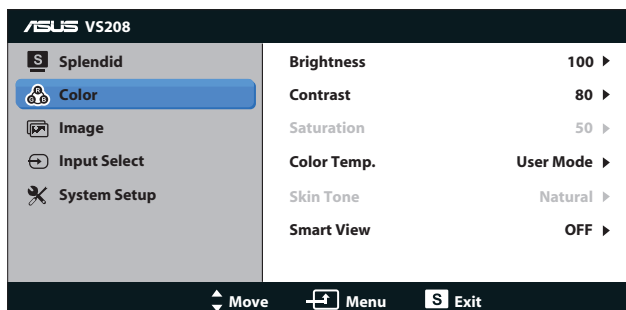 ASUS VS208
S Splendid
Color
Image
Input Select
System Setup
Brightness 100
Contrast 80
Saturation 50
Color Temp. User Mode
Skin Tone Natural
Smart View OFF
Move Menu S Exit